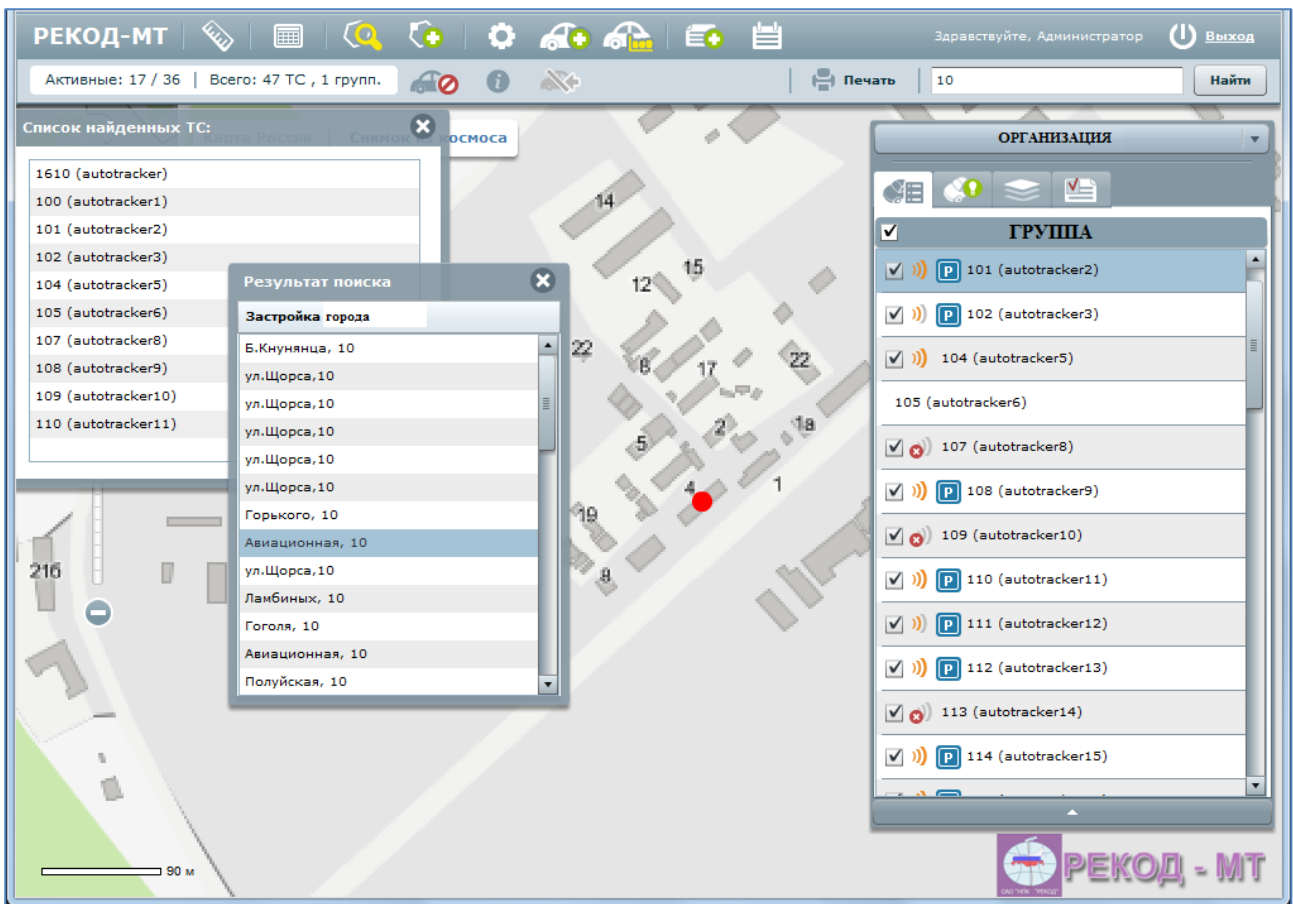 РЕКОД-МТ
Здравствуйте, Администратор
Выход
Активные: 17 / 36 | Всего: 47 ТС , 1 групп.
Печать
10
Найти
Список найденных ТС:
Карта России | Снимок из космоса
1610 (autotracker)
100 (autotracker1)
101 (autotracker2)
102 (autotracker3)
104 (autotracker5)
105 (autotracker6)
107 (autotracker8)
108 (autotracker9)
109 (autotracker10)
110 (autotracker11)
Результат поиска
Застройка города
Б.Кнунянца, 10
ул.Щорса,10
ул.Щорса,10
ул.Щорса,10
ул.Щорса,10
ул.Щорса,10
Горького, 10
Авиационная, 10
ул.Щорса,10
Ламбиных, 10
Гоголя, 10
Авиационная, 10
Полуйская, 10
14
15
12
22
8
17
22
2
1а
5
4
1
19
8
21б
90 м
ОРГАНИЗАЦИЯ
ГРУППА
P 101 (autotracker2)
P 102 (autotracker3)
104 (autotracker5)
105 (autotracker6)
107 (autotracker8)
P 108 (autotracker9)
109 (autotracker10)
P 110 (autotracker11)
P 111 (autotracker12)
P 112 (autotracker13)
113 (autotracker14)
P 114 (autotracker15)
РЕКОД - МТ
ОАО "НПК "РЕКОД"